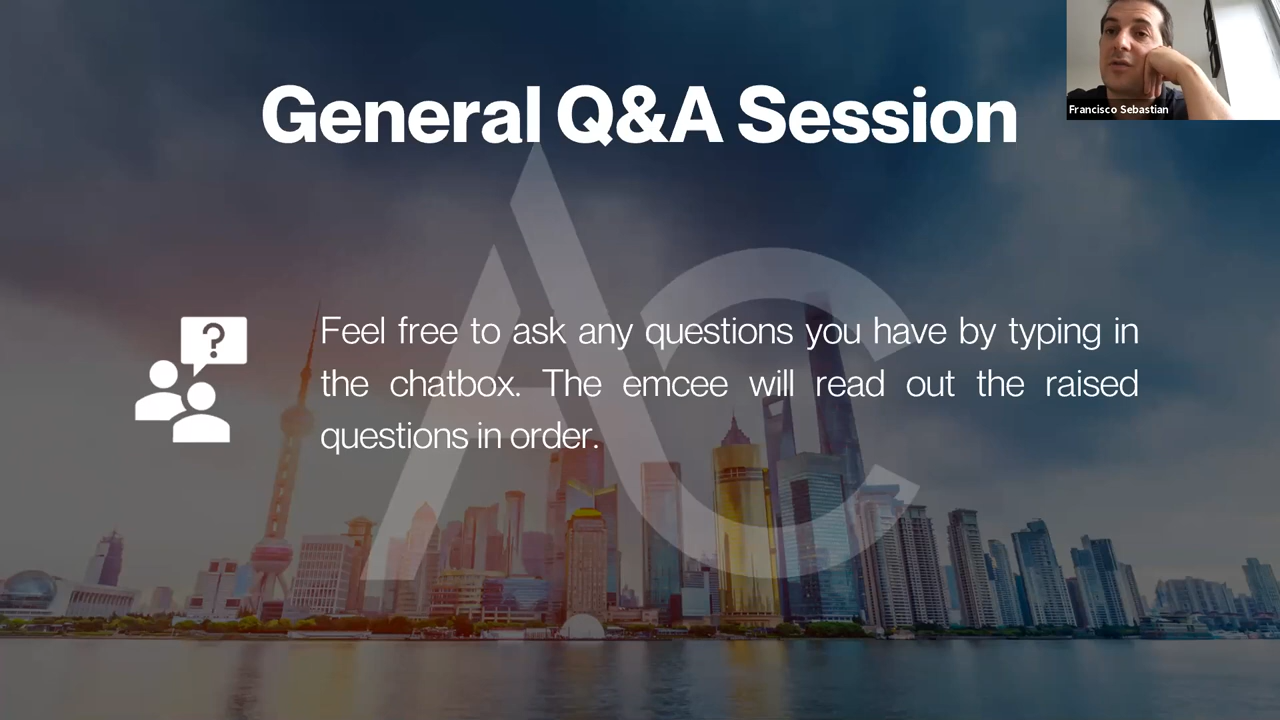 General Q&A Session
Francisco Sebastian
?
Feel free to ask any questions you have by typing in
the chatbox. The emcee will read out the raised
questions in order.
AC